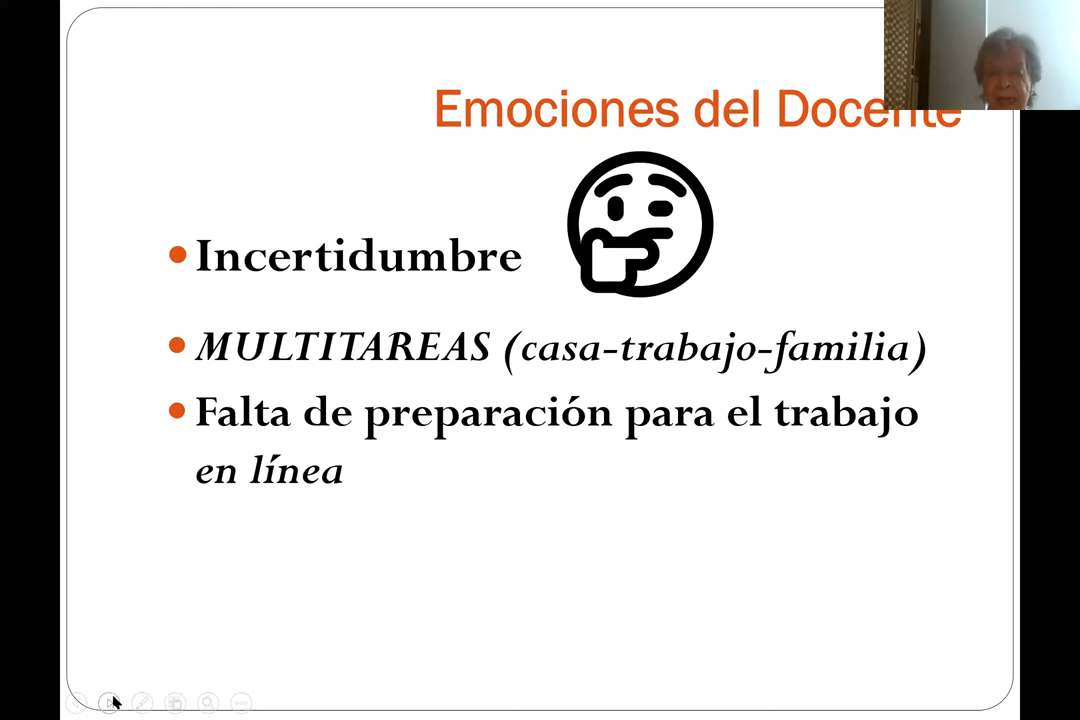 Emociones del Docente
• Incertidumbre
• MULTITAREAS (casa-trabajo-familia)
• Falta de preparación para el trabajo
en línea